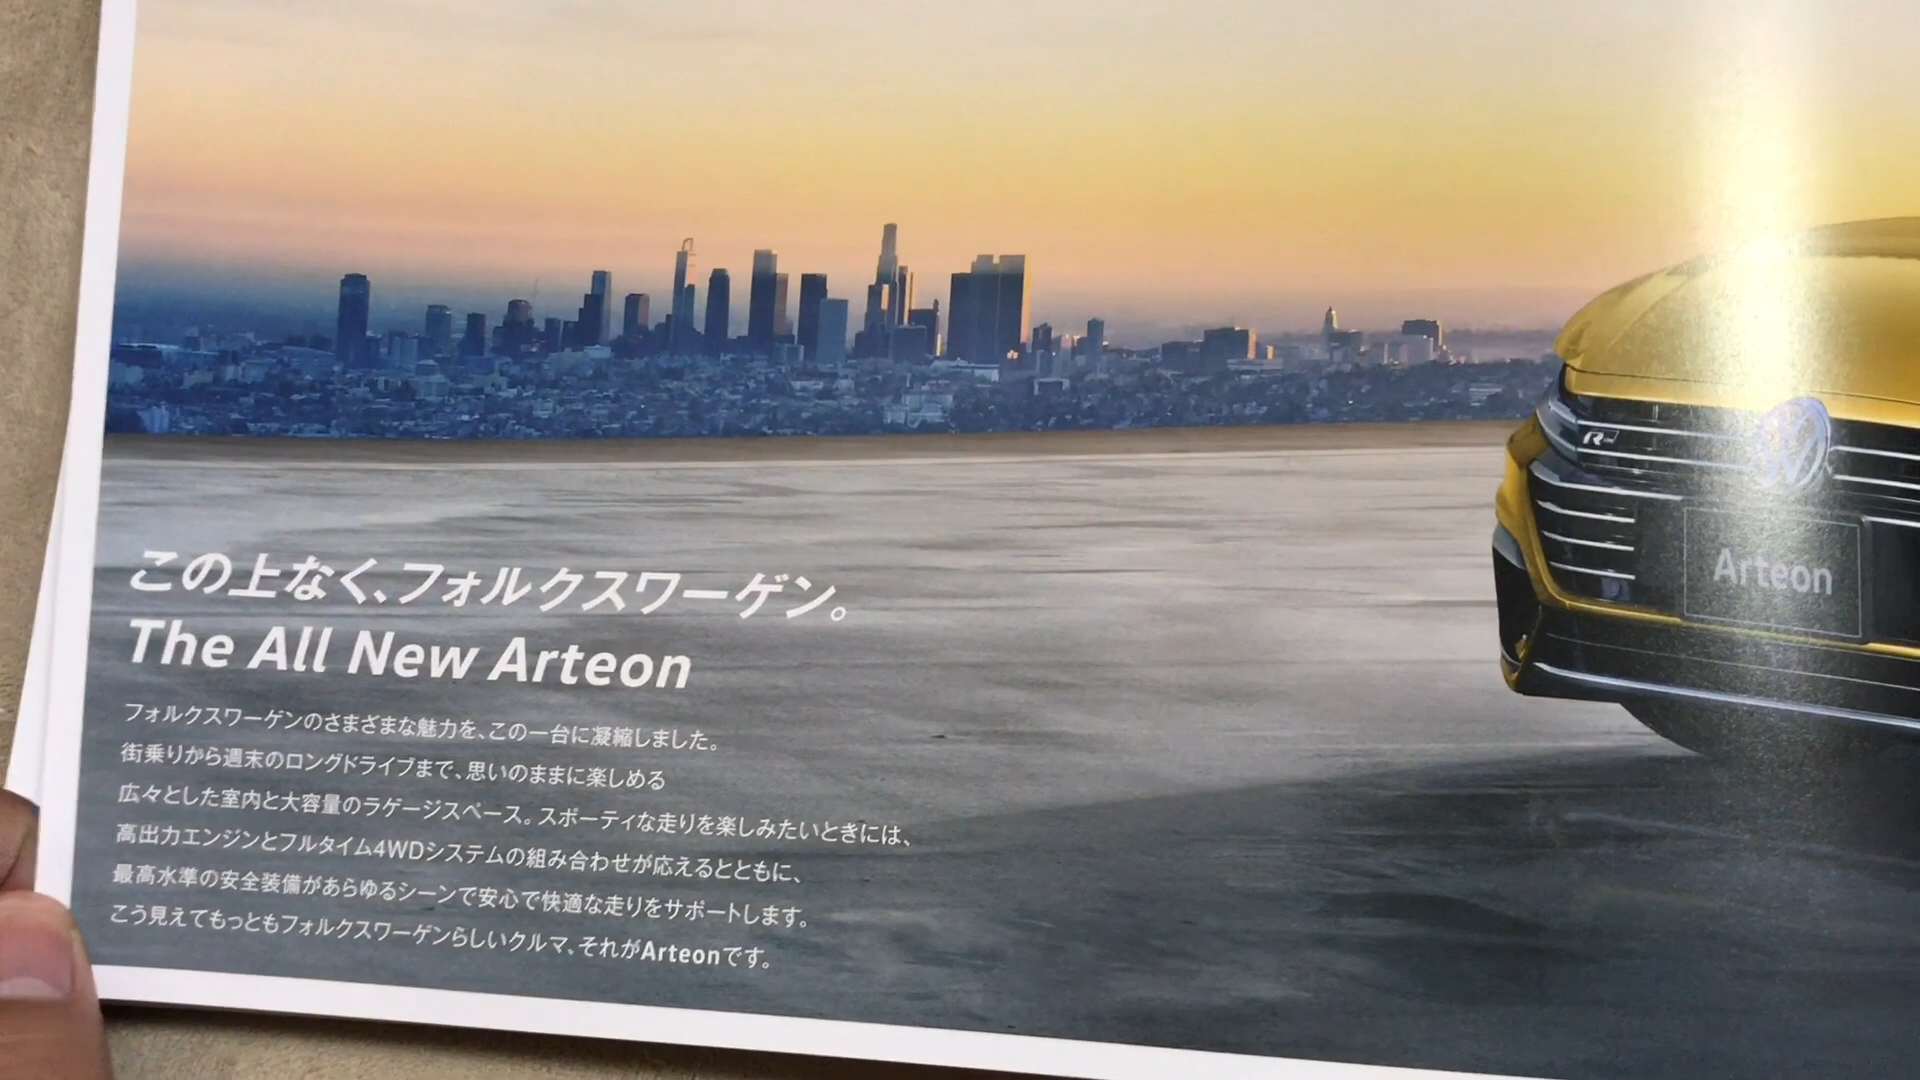 この上なく、フォルクスワーゲン。
The All New Arteon
フォルクスワーゲンのさまざまな魅力を、この一台に凝縮しました。
街乗りから週末のロングドライブまで、思いのままに楽しめる
広々とした室内と大容量のラゲージスペース。スポーティな走りを楽しみたいときには、
高出力エンジンとフルタイム4WDシステムの組み合わせが応えるとともに、
最高水準の安全装備があらゆるシーンで安心で快適な走りをサポートします。
こう見えてもっともフォルクスワーゲンらしいクルマ、それがArteonです。
R
Arteon